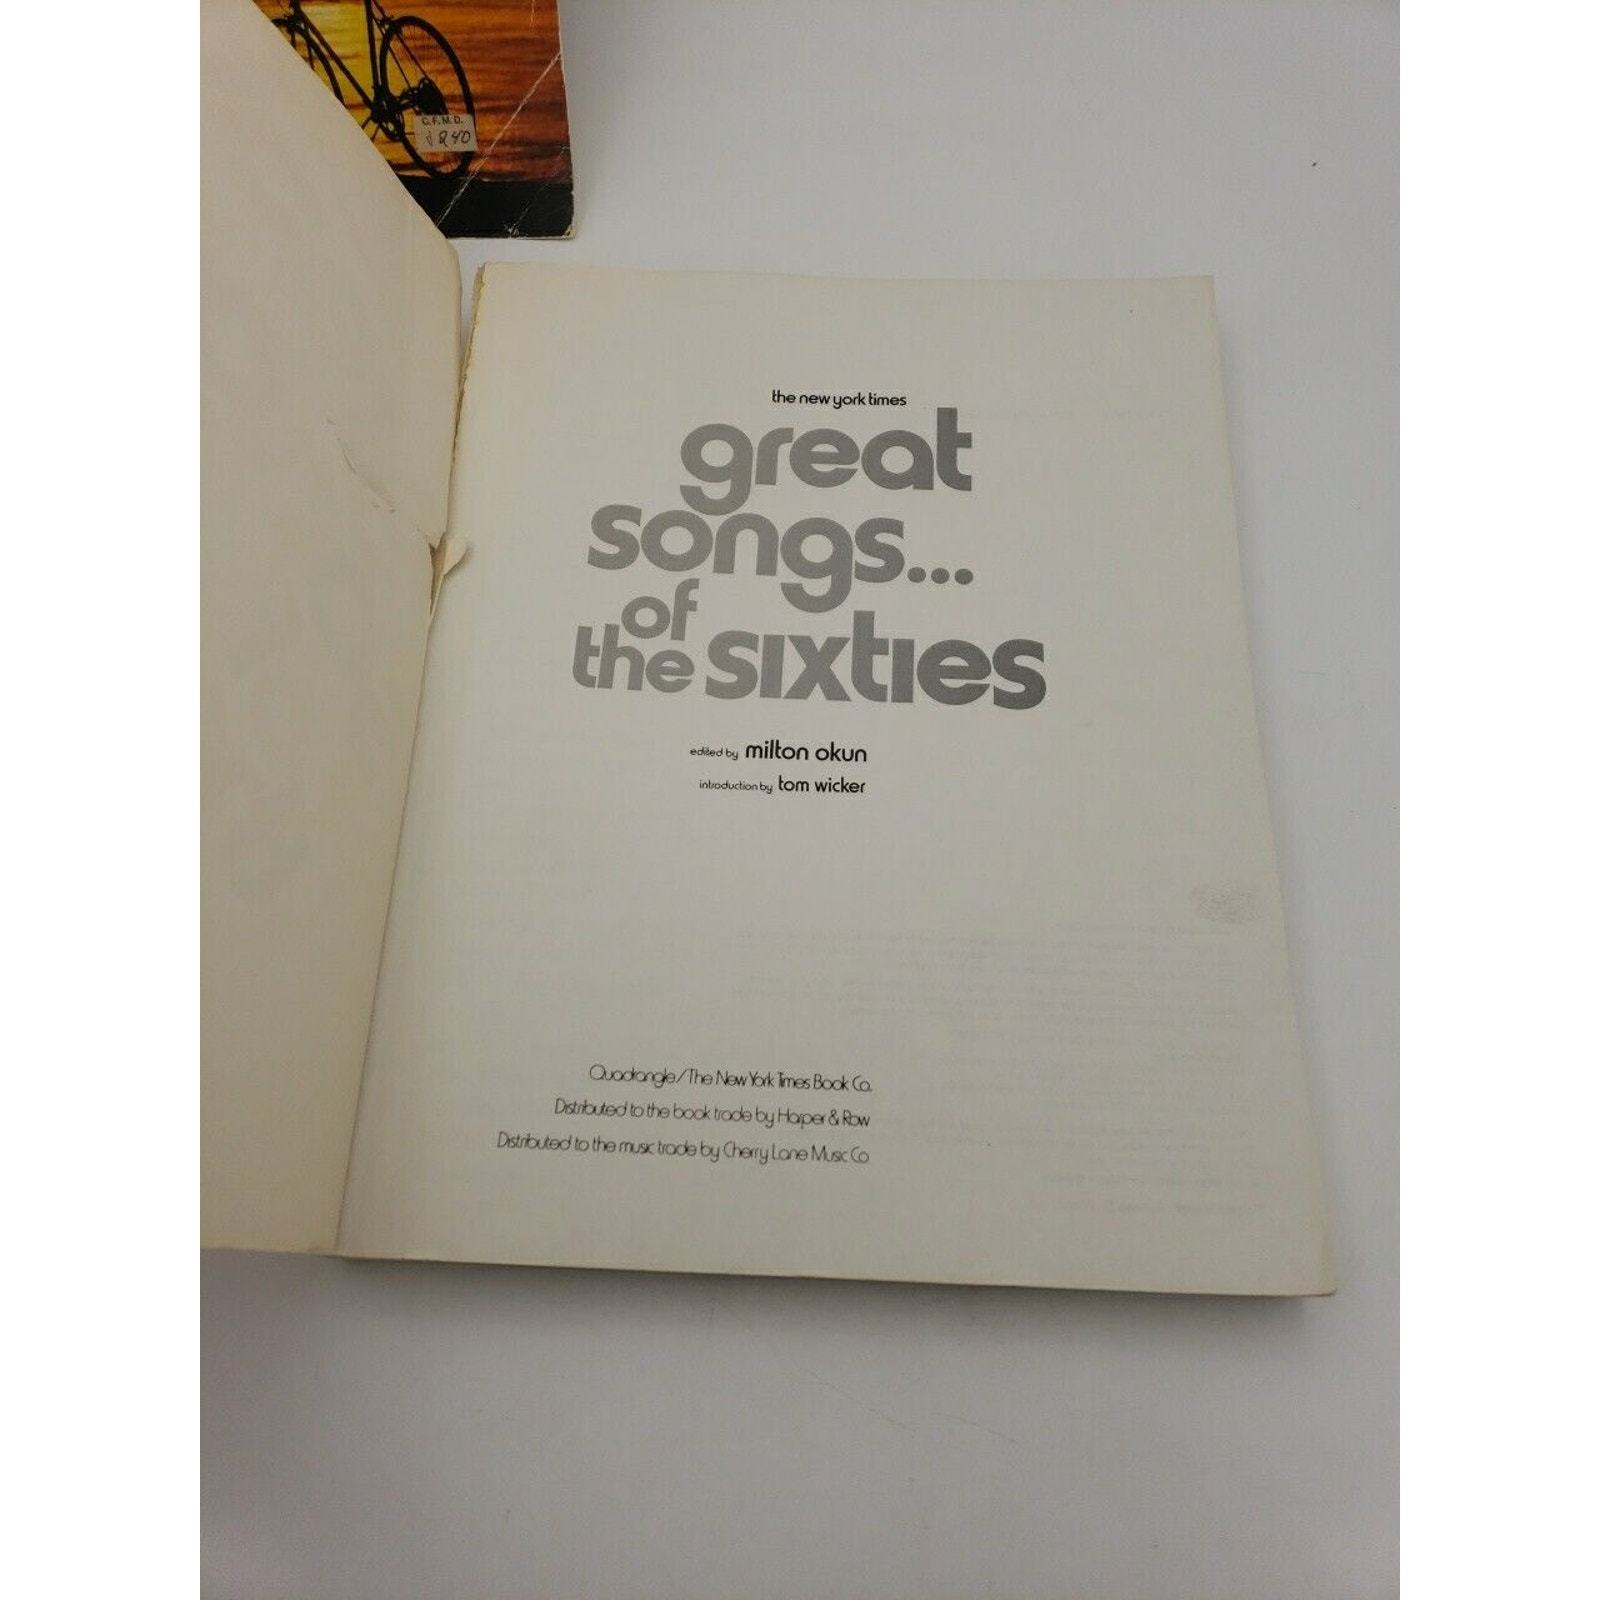 C.F.M.D.
the new york times
great
songs...
of
the sixties
edited by milton okun
introduction by tom wicker
Quadrangle/The New York Times Book Co.
Distributed to the book trade by Harper & Row
Distributed to the music trade by Cherry Lane Music Co